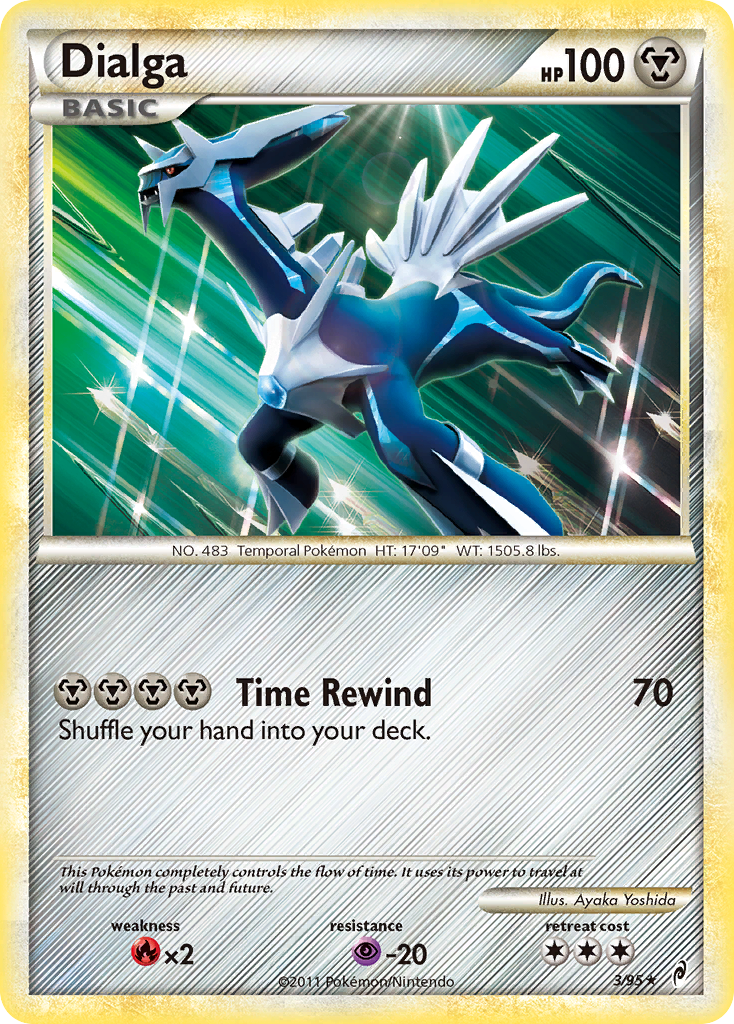 Dialga
HP100
BASIC
NO. 483 Temporal Pokémon HT: 17'09" WT: 1505.8 lbs.
Time Rewind 70
Shuffle your hand into your deck.
This Pokémon completely controls the flow of time. It uses its power to travel at
will through the past and future.
Illus. Ayaka Yoshida
weakness resistance retreat cost
×2 -20
©2011 Pokémon/Nintendo 3/95★